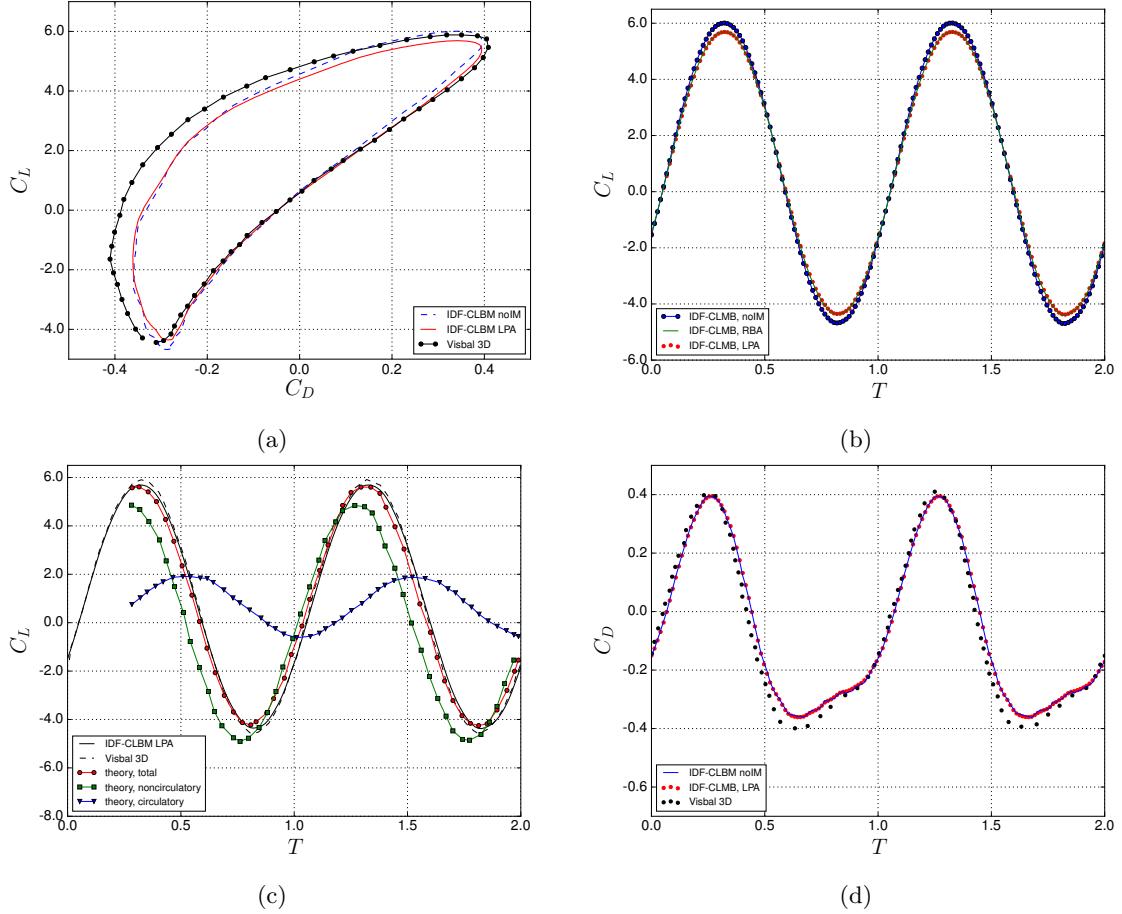 6.0
4.0
2.0
0.0
-2.0
-4.0
C_L
-0.4 -0.2 0.0 0.2 0.4
C_D
IDF-CLBM noIM
IDF-CLBM LPA
Visbal 3D
(a)
6.0
4.0
2.0
0.0
-2.0
-4.0
-6.0
C_L
0.0 0.5 1.0 1.5 2.0
T
IDF-CLMB, noIM
IDF-CLMB, RBA
IDF-CLMB, LPA
(b)
6.0
4.0
2.0
0.0
-2.0
-4.0
-6.0
-8.0
C_L
0.0 0.5 1.0 1.5 2.0
T
IDF-CLBM LPA
Visbal 3D
theory, total
theory, noncirculatory
theory, circulatory
(c)
0.4
0.2
0.0
-0.2
-0.4
-0.6
C_D
0.0 0.5 1.0 1.5 2.0
T
IDF-CLBM noIM
IDF-CLMB, LPA
Visbal 3D
(d)